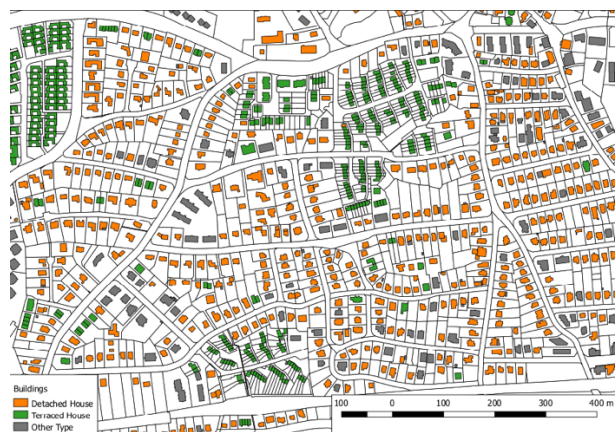 Buildings
Detached House
Terraced House
Other Type
100 0 100 200 300 400 m